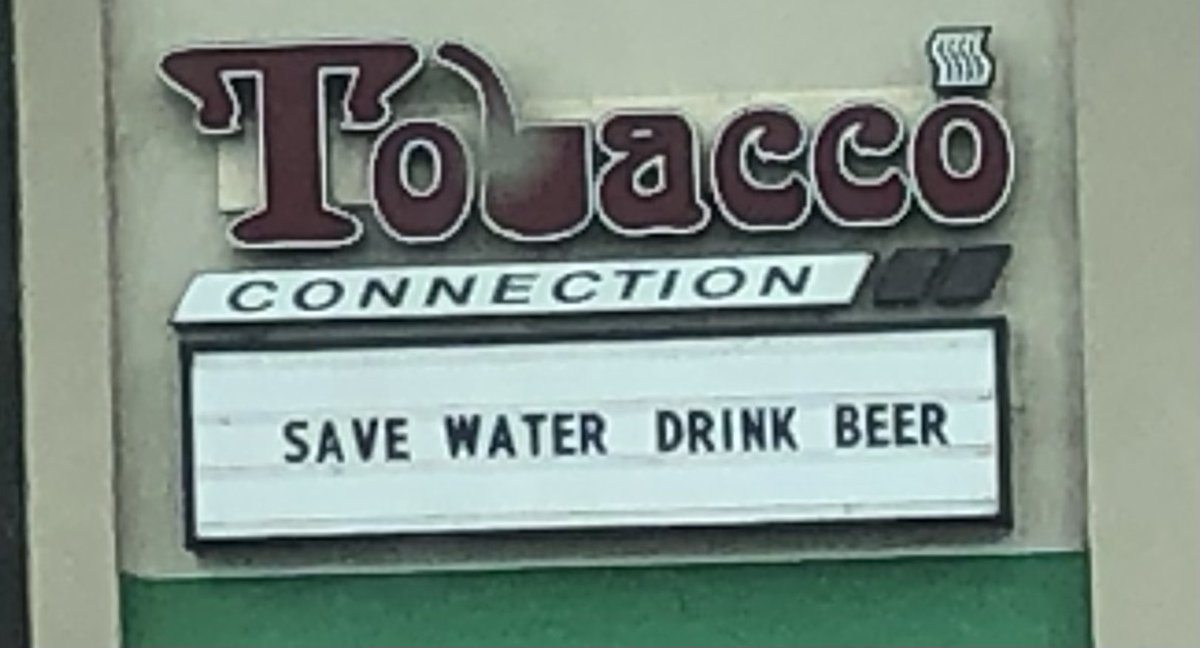 Tobacco
CONNECTION
SAVE WATER DRINK BEER